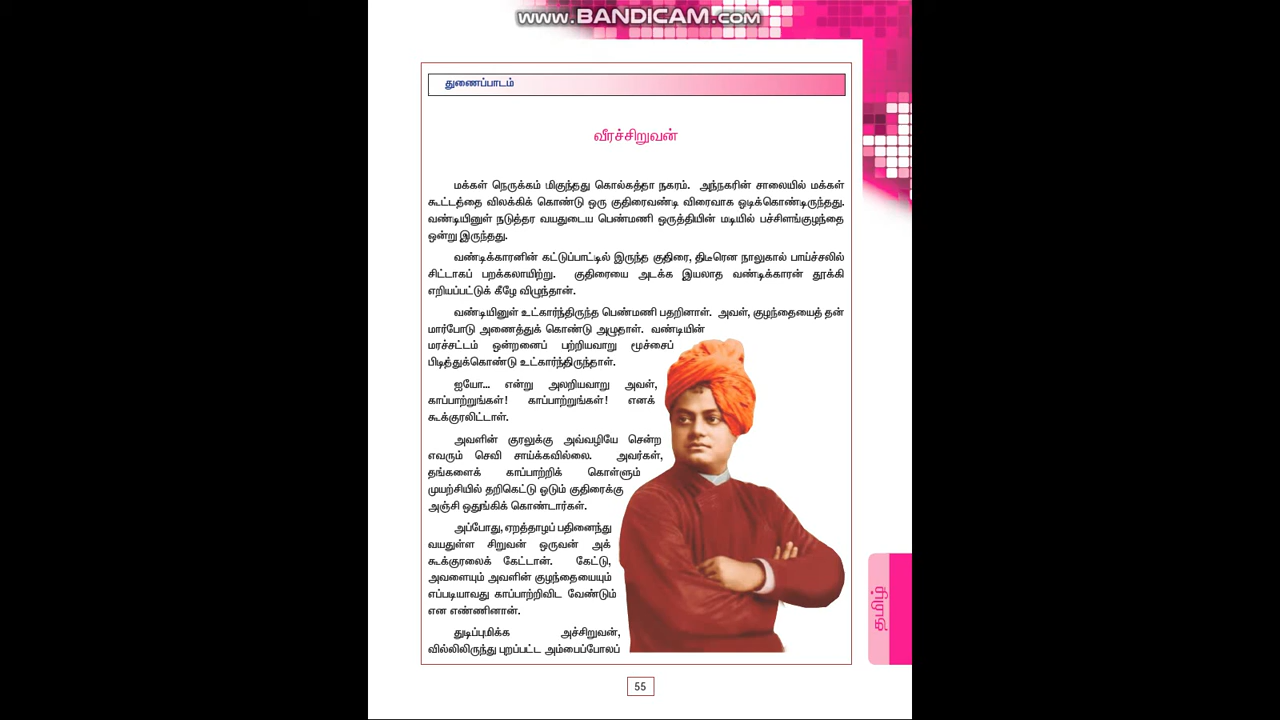 www.BANDICAM.com
துணைப்பாடம்
வீரச்சிறுவன்
மக்கள் நெருக்கம் மிகுந்தது கொல்கத்தா நகரம். அந்நகரின் சாலையில் மக்கள்
கூட்டத்தை விலக்கிக் கொண்டு ஒரு குதிரைவண்டி விரைவாக ஓடிக்கொண்டிருந்தது.
வண்டியினுள் நடுத்தர வயதுடைய பெண்மணி ஒருத்தியின் மடியில் பச்சிளங்குழந்தை
ஒன்று இருந்தது.
வண்டிக்காரனின் கட்டுப்பாட்டில் இருந்த குதிரை, திடீரென நாலுகால் பாய்ச்சலில்
சிட்டாகப் பறக்கலாயிற்று. குதிரையை அடக்க இயலாத வண்டிக்காரன் தூக்கி
எறியப்பட்டுக் கீழே விழுந்தான்.
வண்டியினுள் உட்கார்ந்திருந்த பெண்மணி பதறினாள். அவள், குழந்தையைத் தன்
மார்போடு அணைத்துக் கொண்டு அழுதாள். வண்டியின்
மரச்சட்டம் ஒன்றனைப் பற்றியவாறு மூச்சைப்
பிடித்துக்கொண்டு உட்கார்ந்திருந்தாள்.
ஐயோ... என்று அலறியவாறு அவள்,
காப்பாற்றுங்கள்! காப்பாற்றுங்கள்! எனக்
கூக்குரலிட்டாள்.
அவளின் குரலுக்கு அவ்வழியே சென்ற
எவரும் செவி சாய்க்கவில்லை. அவர்கள்,
தங்களைக் காப்பாற்றிக் கொள்ளும்
முயற்சியில் தறிகெட்டு ஓடும் குதிரைக்கு
அஞ்சி ஒதுங்கிக் கொண்டார்கள்.
அப்போது, ஏறத்தாழப் பதினைந்து
வயதுள்ள சிறுவன் ஒருவன் அக்
கூக்குரலைக் கேட்டான். கேட்டு,
அவளையும் அவளின் குழந்தையையும்
எப்படியாவது காப்பாற்றிவிட வேண்டும்
என எண்ணினான்.
துடிப்புமிக்க அச்சிறுவன்,
வில்லிலிருந்து புறப்பட்ட அம்பைப்போலப்
தமிழ்
55